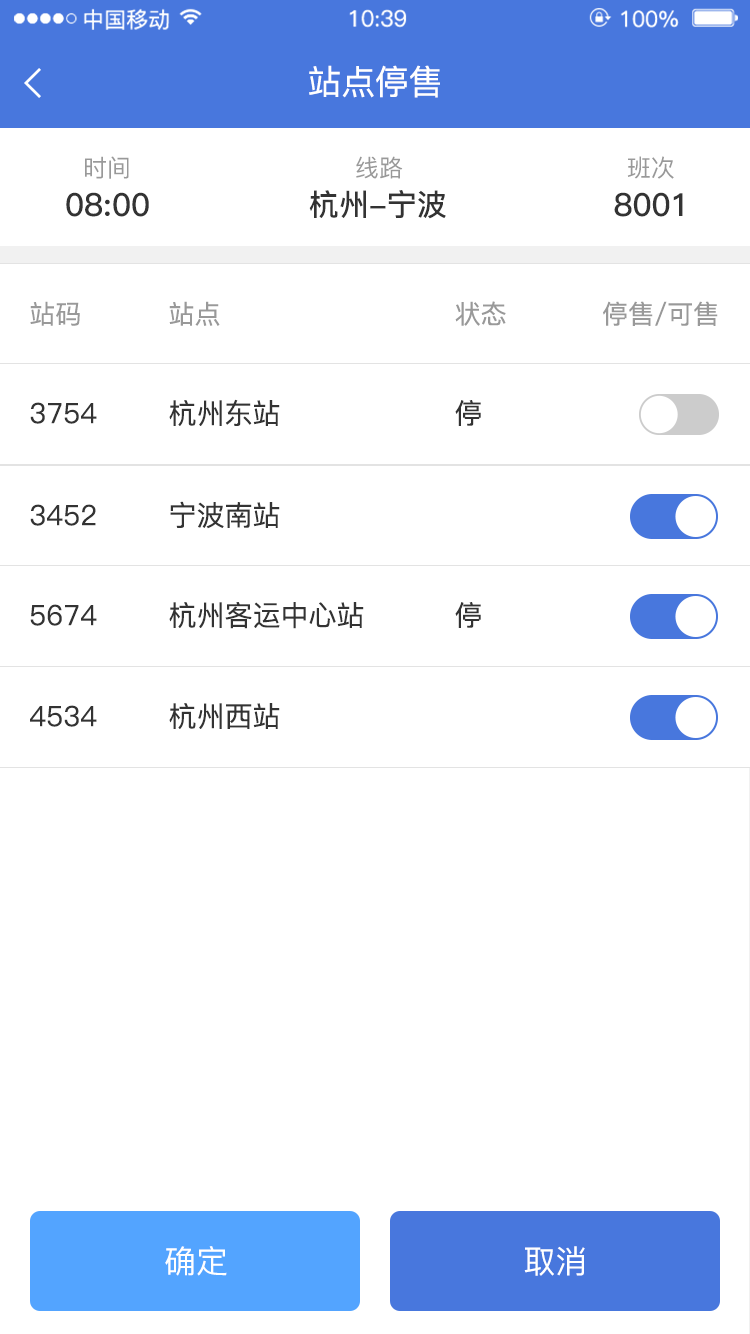 中国移动 10:39 100%
站点停售
时间 线路 班次
08:00 杭州–宁波 8001
站码 站点 状态 停售/可售
3754 杭州东站 停
3452 宁波南站
5674 杭州客运中心站 停
4534 杭州西站
确定 取消